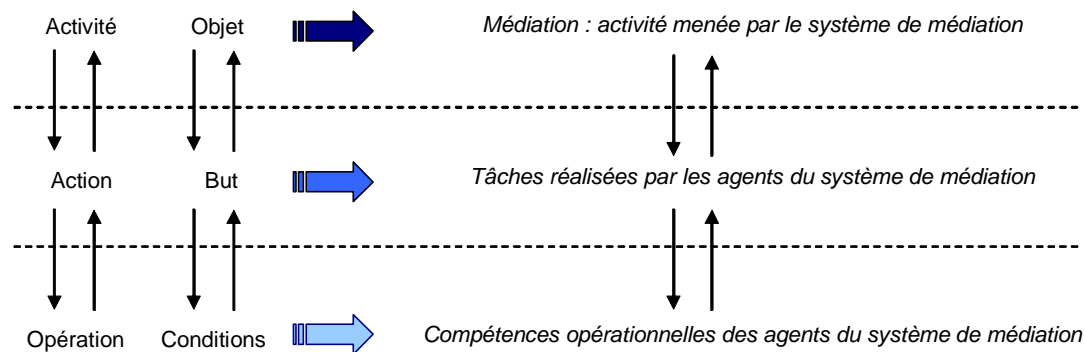 Activité Objet Médiation : activité menée par le système de médiation
Action But Tâches réalisées par les agents du système de médiation
Opération Conditions Compétences opérationnelles des agents du système de médiation